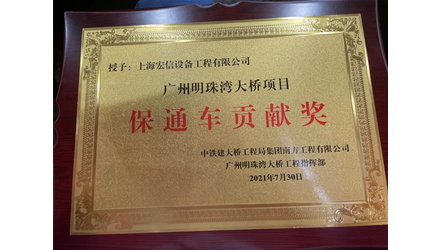 授予：上海宏信设备工程有限公司
广州明珠湾大桥项目
保通车贡献奖
中铁建大桥工程局集团南方工程有限公司
广州明珠湾大桥工程指挥部
2021年7月30日